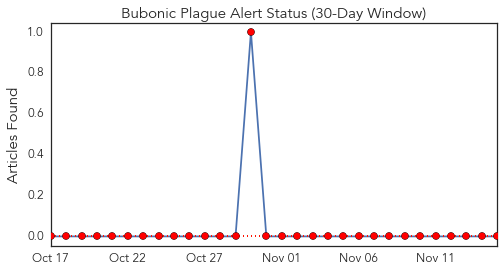 Bubonic Plague Alert Status (30-Day Window)
Articles Found
1.0
0.8
0.6
0.4
0.2
0.0
Oct 17 Oct 22 Oct 27 Nov 01 Nov 06 Nov 11